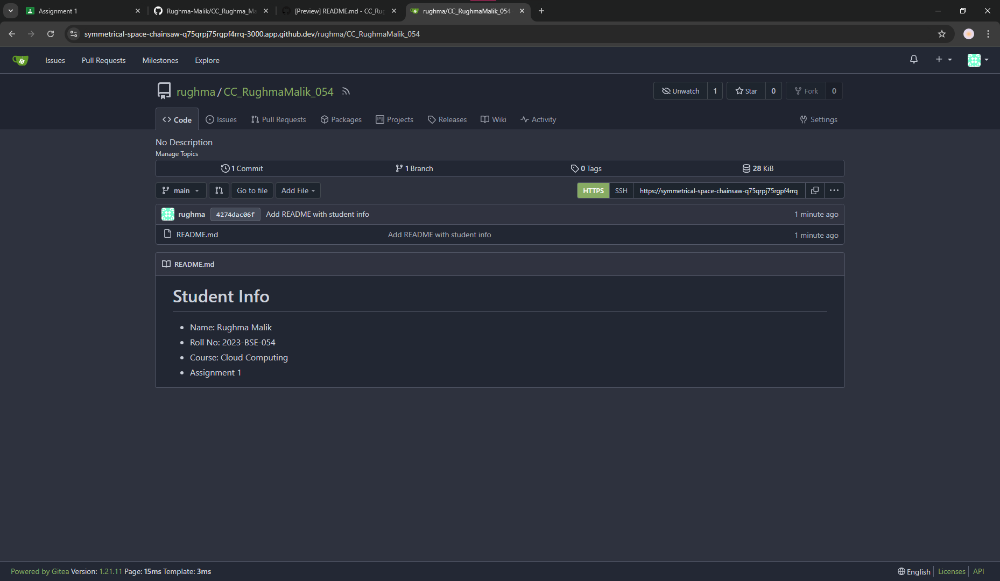 Assignment 1
Rughma-Malik/CC_Rughma_Ma
[Preview] README.md - CC_Rug
rughma/CC_RughmaMalik_054
symmetrical-space-chainsaw-q75qrpj75rgpf4rrq-3000.app.github.dev/rughma/CC_RughmaMalik_054
Issues Pull Requests Milestones Explore
rughma/CC_RughmaMalik_054
Unwatch 1 Star 0 Fork 0
Code Issues Pull Requests Packages Projects Releases Wiki Activity Settings
No Description
Manage Topics
1 Commit 1 Branch 0 Tags 28 KiB
main Go to file Add File HTTPS SSH https://symmetrical-space-chainsaw-q75qrpj75rgpf4rrq
rughma 4274dac06f Add README with student info 1 minute ago
README.md Add README with student info 1 minute ago
README.md
Student Info
Name: Rughma Malik
Roll No: 2023-BSE-054
Course: Cloud Computing
Assignment 1
Powered by Gitea Version: 1.21.11 Page: 15ms Template: 3ms
English Licenses API